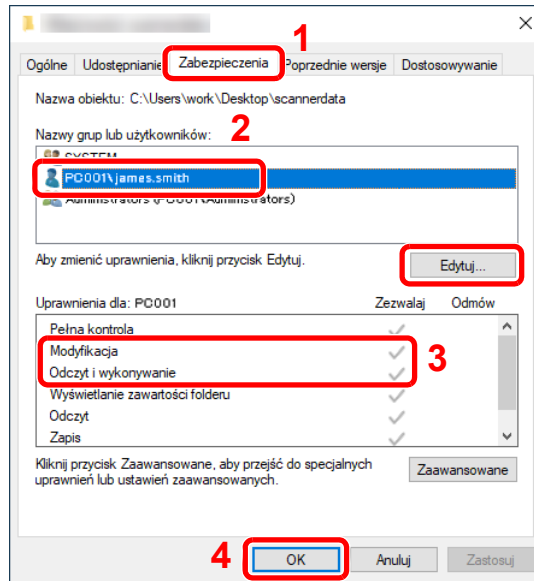 1
Ogólne Udostępnianie Zabezpieczenia Poprzednie wersje Dostosowywanie
Nazwa obiektu: C:\Users\work\Desktop\scannerdata
Nazwy grup lub użytkowników:
2
SYSTEM
PC001\james.smith
Administrators (PC001\Administrators)
Aby zmienić uprawnienia, kliknij przycisk Edytuj.
Edytuj...
Uprawnienia dla: PC001 Zezwalaj Odmów
Pełna kontrola
Modyfikacja
3
Odczyt i wykonywanie
Wyświetlanie zawartości folderu
Odczyt
Zapis
Kliknij przycisk Zaawansowane, aby przejść do specjalnych
uprawnień lub ustawień zaawansowanych.
Zaawansowane
4
OK Anuluj Zastosuj